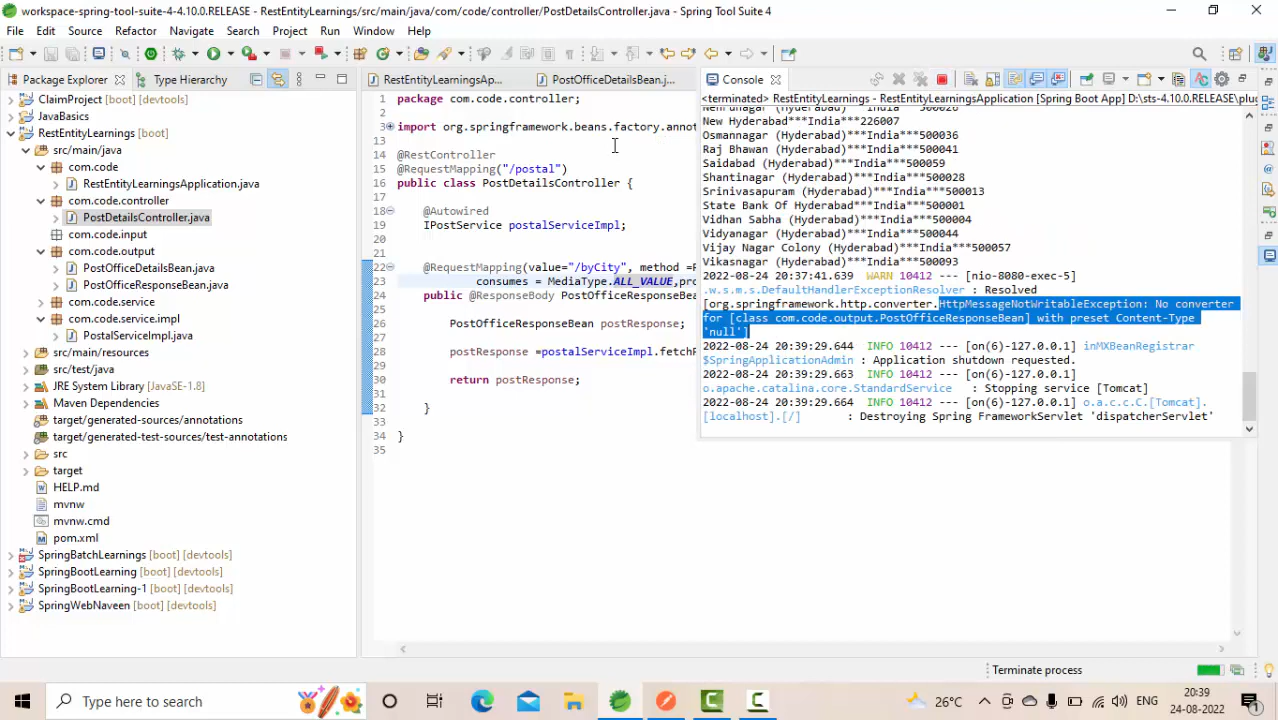 workspace-spring-tool-suite-4-4.10.0.RELEASE - RestEntityLearnings/src/main/java/com/code/controller/PostDetailsController.java - Spring Tool Suite 4
File Edit Source Refactor Navigate Search Project Run Window Help
Package Explorer
Type Hierarchy
ClaimProject [boot] [devtools]
JavaBasics
RestEntityLearnings [boot]
src/main/java
com.code
RestEntityLearningsApplication.java
com.code.controller
PostDetailsController.java
com.code.input
com.code.output
PostOfficeDetailsBean.java
PostOfficeResponseBean.java
com.code.service
com.code.service.impl
PostalServiceImpl.java
src/main/resources
src/test/java
JRE System Library [JavaSE-1.8]
Maven Dependencies
target/generated-sources/annotations
target/generated-test-sources/test-annotations
src
target
HELP.md
mvnw
mvnw.cmd
pom.xml
SpringBatchLearnings [boot] [devtools]
SpringBootLearning [boot] [devtools]
SpringBootLearning-1 [boot] [devtools]
SpringWebNaveen [boot] [devtools]
RestEntityLearningsAp...
PostOfficeDetailsBean.j...
1 package com.code.controller;
2
3 import org.springframework.beans.factory.annot
13
14 @RestController
15 @RequestMapping("/postal")
16 public class PostDetailsController {
17
18 @Autowired
19 IPostService postalServiceImpl;
20
21
22 @RequestMapping(value="/byCity", method =R
23 consumes = MediaType.ALL_VALUE,pro
24 public @ResponseBody PostOfficeResponseBea
25
26 PostOfficeResponseBean postResponse;
27
28 postResponse =postalServiceImpl.fetchP
29
30 return postResponse;
31
32 }
33
34 }
35
Console
<terminated> RestEntityLearnings - RestEntityLearningsApplication [Spring Boot App] D:\sts-4.10.0.RELEASE\plug
New Hyderabad***India***226007
Osmannagar (Hyderabad)***India***500036
Raj Bhawan (Hyderabad)***India***500041
Saidabad (Hyderabad)***India***500059
Shantinagar (Hyderabad)***India***500028
Srinivasapuram (Hyderabad)***India***500013
State Bank Of Hyderabad***India***500001
Vidhan Sabha (Hyderabad)***India***500004
Vidyanagar (Hyderabad)***India***500044
Vijay Nagar Colony (Hyderabad)***India***500057
Vikasnagar (Hyderabad)***India***500093
2022-08-24 20:37:41.639 WARN 10412 --- [nio-8080-exec-5]
.w.s.m.s.DefaultHandlerExceptionResolver : Resolved
[org.springframework.http.converter.HttpMessageNotWritableException: No converter
for [class com.code.output.PostOfficeResponseBean] with preset Content-Type
'null']
2022-08-24 20:39:29.644 INFO 10412 --- [on(6)-127.0.0.1] inMXBeanRegistrar
$SpringApplicationAdmin : Application shutdown requested.
2022-08-24 20:39:29.663 INFO 10412 --- [on(6)-127.0.0.1]
o.apache.catalina.core.StandardService : Stopping service [Tomcat]
2022-08-24 20:39:29.664 INFO 10412 --- [on(6)-127.0.0.1] o.a.c.c.C.[Tomcat].
[localhost].[/] : Destroying Spring FrameworkServlet 'dispatcherServlet'
Terminate process
Type here to search
26°C
ENG
20:39
24-08-2022